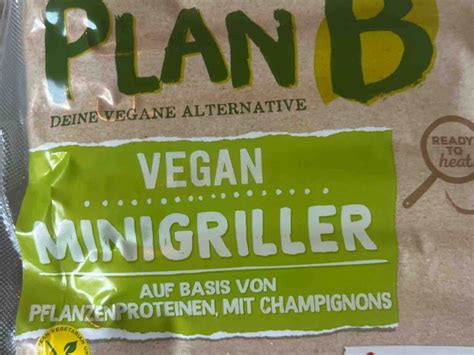 PLAN B
DEINE VEGANE ALTERNATIVE
READY
TO
heat
VEGAN
MINIGRILLER
AUF BASIS VON
PFLANZENPROTEINEN, MIT CHAMPIGNONS